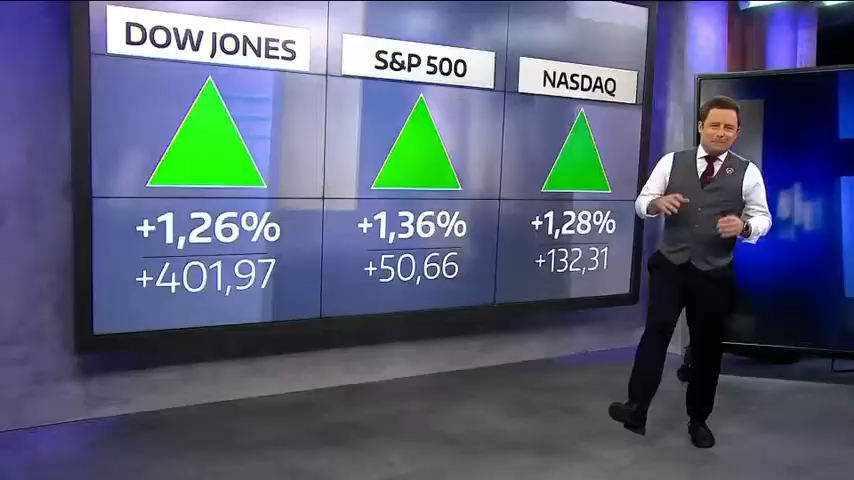 DOW JONES
S&P 500
NASDAQ
+1,26%
+1,36%
+1,28%
+401,97
+50,66
+132,31